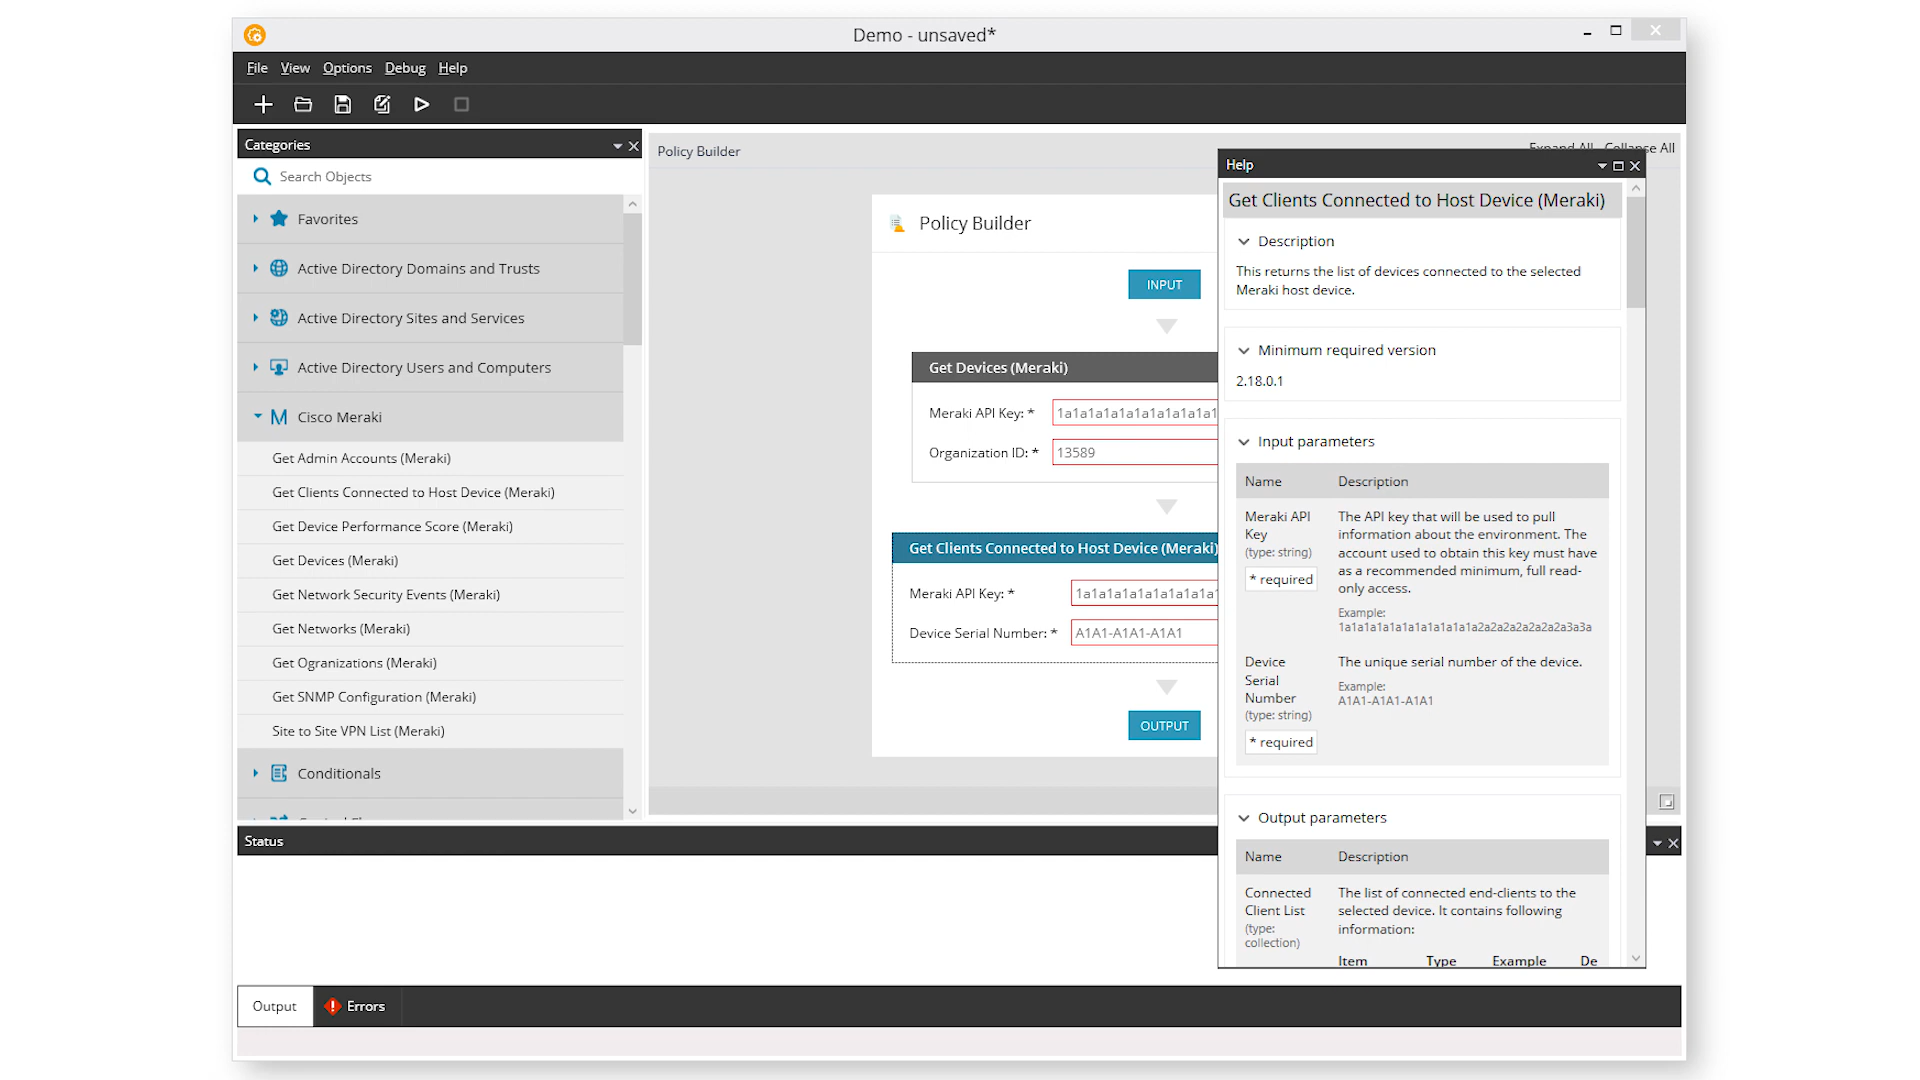 Demo - unsaved*
File View Options Debug Help
Categories
Search Objects
Favorites
Active Directory Domains and Trusts
Active Directory Sites and Services
Active Directory Users and Computers
Cisco Meraki
Get Admin Accounts (Meraki)
Get Clients Connected to Host Device (Meraki)
Get Device Performance Score (Meraki)
Get Devices (Meraki)
Get Network Security Events (Meraki)
Get Networks (Meraki)
Get Ogranizations (Meraki)
Get SNMP Configuration (Meraki)
Site to Site VPN List (Meraki)
Conditionals
Policy Builder
Expand All Collapse All
Policy Builder
INPUT
Get Devices (Meraki)
Meraki API Key: * 1a1a1a1a1a1a1a1a1a1a1
Organization ID: * 13589
Get Clients Connected to Host Device (Meraki)
Meraki API Key: * 1a1a1a1a1a1a1a1a1a1
Device Serial Number: * A1A1-A1A1-A1A1
OUTPUT
Help
Get Clients Connected to Host Device (Meraki)
Description
This returns the list of devices connected to the selected
Meraki host device.
Minimum required version
2.18.0.1
Input parameters
Name Description
Meraki API
Key
(type: string)
* required
The API key that will be used to pull
information about the environment. The
account used to obtain this key must have
as a recommended minimum, full read-
only access.
Example:
1a1a1a1a1a1a1a1a1a1a2a2a2a2a2a2a2a3a3a
Device
Serial
Number
(type: string)
* required
The unique serial number of the device.
Example:
A1A1-A1A1-A1A1
Output parameters
Name Description
Connected
Client List
(type:
collection)
The list of connected end-clients to the
selected device. It contains following
information:
Item Type Example De
Status
Output Errors